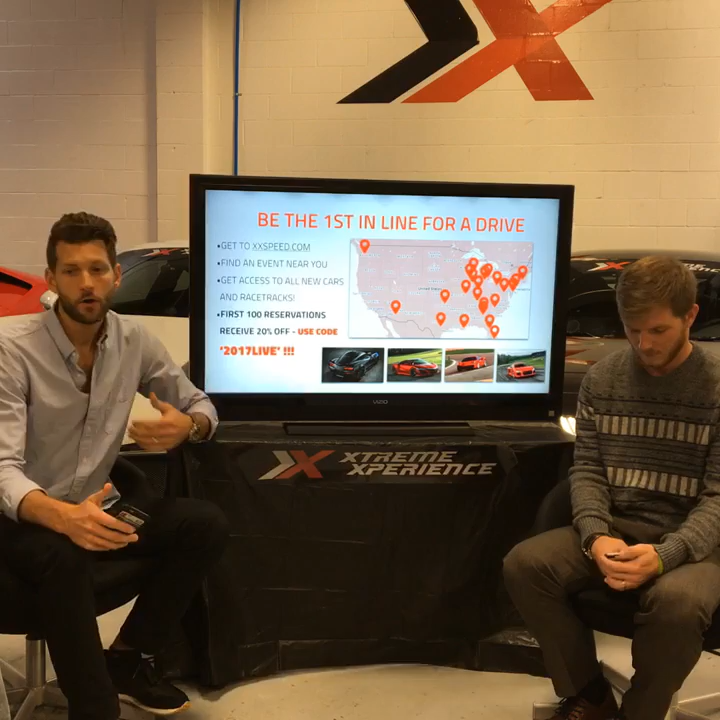 BE THE 1ST IN LINE FOR A DRIVE
•GET TO XXSPEED.COM
•FIND AN EVENT NEAR YOU
•GET ACCESS TO ALL NEW CARS
AND RACETRACKS!
•FIRST 100 RESERVATIONS
RECEIVE 20% OFF - USE CODE
'2017LIVE' !!!
VIZIO
XTREME
XPERIENCE